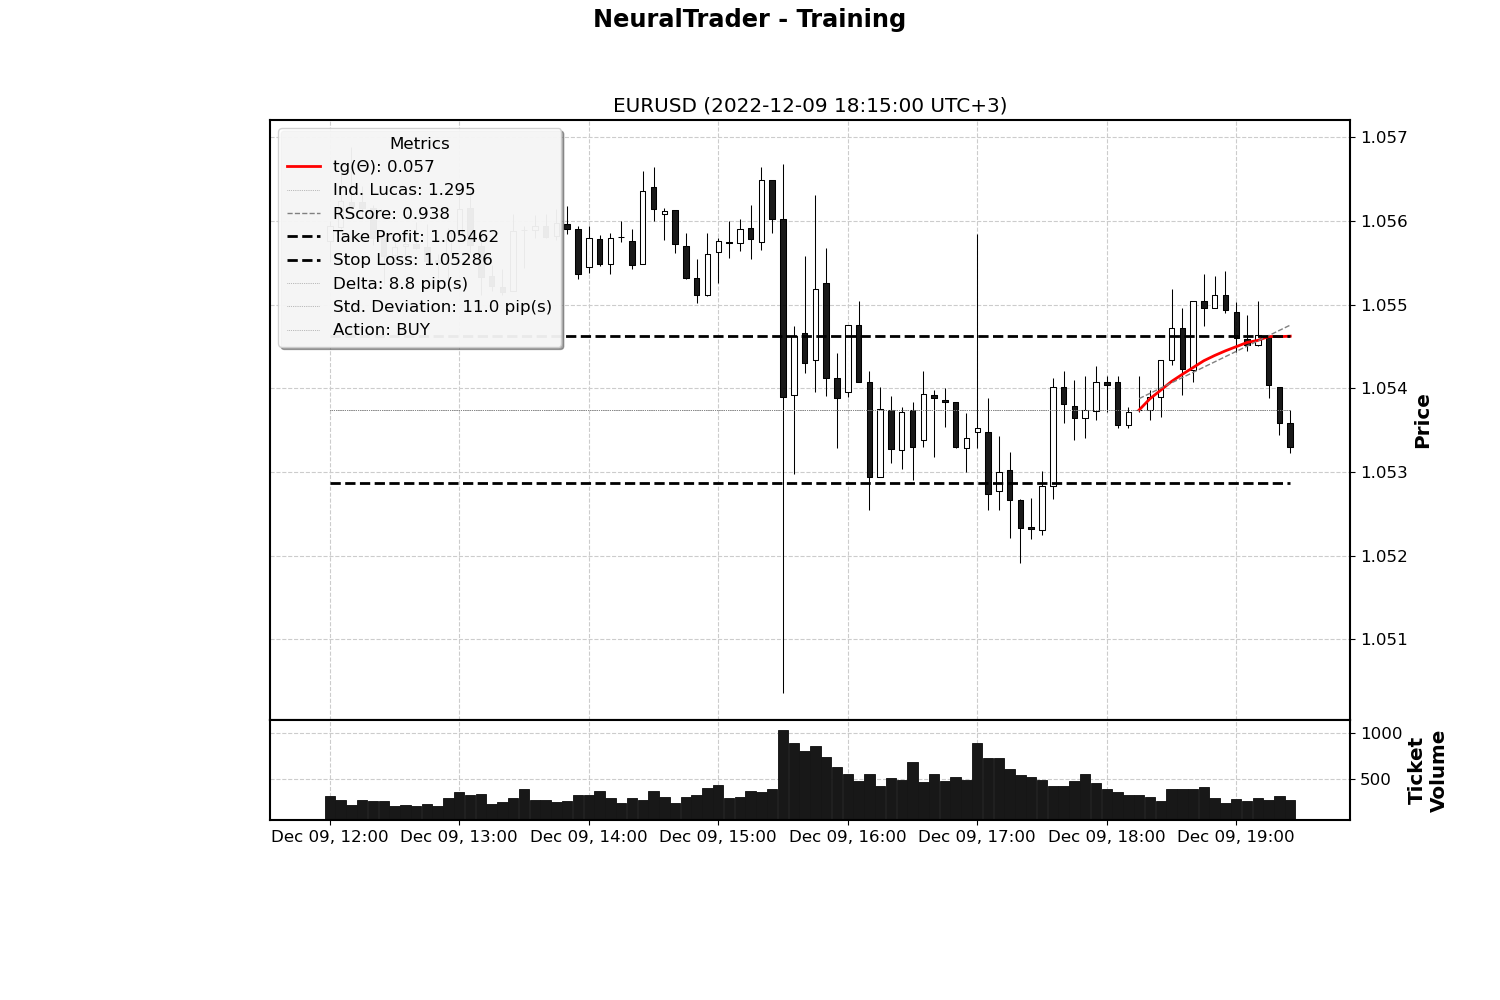 NeuralTrader - Training
EURUSD (2022-12-09 18:15:00 UTC+3)
Metrics
tg(Θ): 0.057
Ind. Lucas: 1.295
RScore: 0.938
Take Profit: 1.05462
Stop Loss: 1.05286
Delta: 8.8 pip(s)
Std. Deviation: 11.0 pip(s)
Action: BUY
1.057
1.056
1.055
1.054
1.053
1.052
1.051
Price
1000
500
Ticket
Volume
Dec 09, 12:00 Dec 09, 13:00 Dec 09, 14:00 Dec 09, 15:00 Dec 09, 16:00 Dec 09, 17:00 Dec 09, 18:00 Dec 09, 19:00